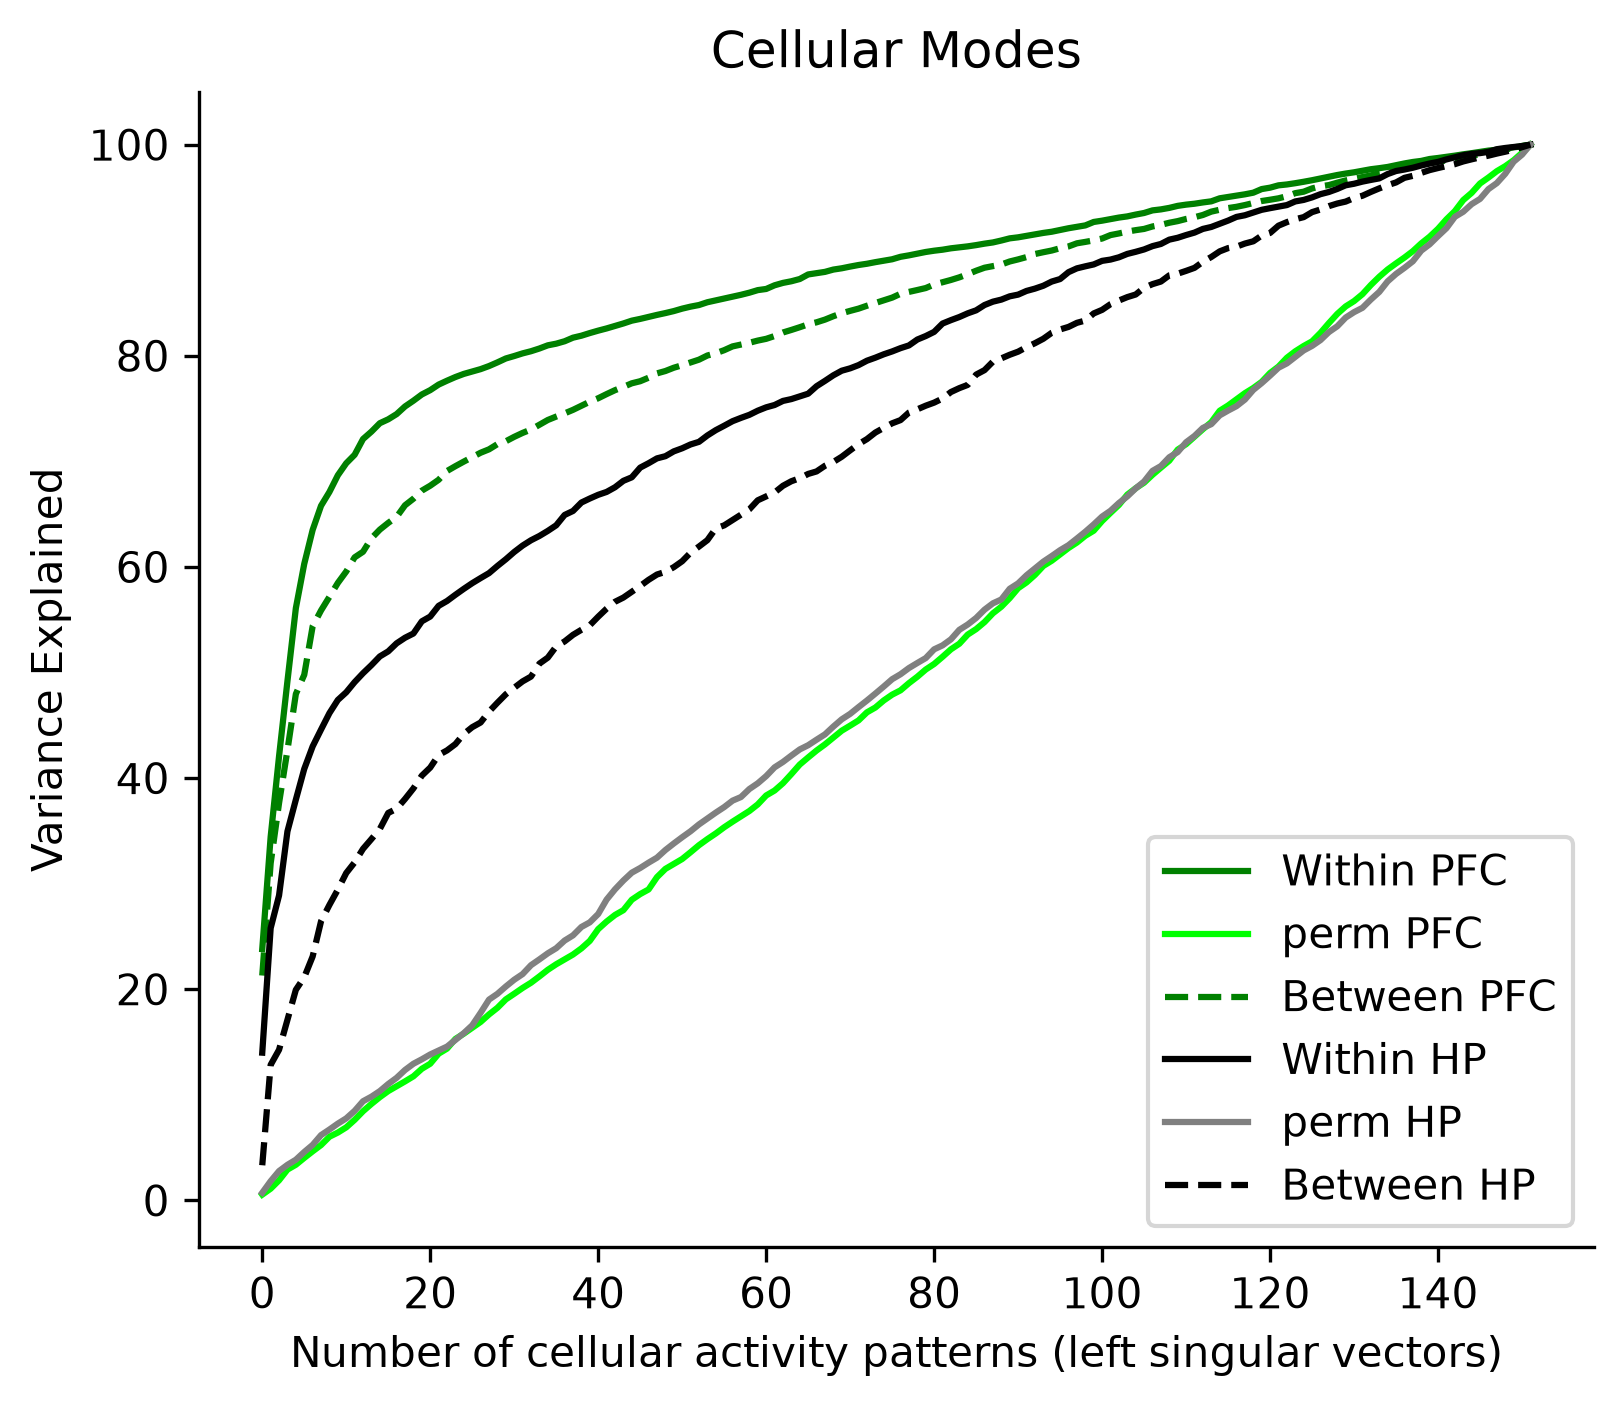 Cellular Modes
Variance Explained
100
80
60
40
20
0
0 20 40 60 80 100 120 140
Number of cellular activity patterns (left singular vectors)
Within PFC
perm PFC
Between PFC
Within HP
perm HP
Between HP